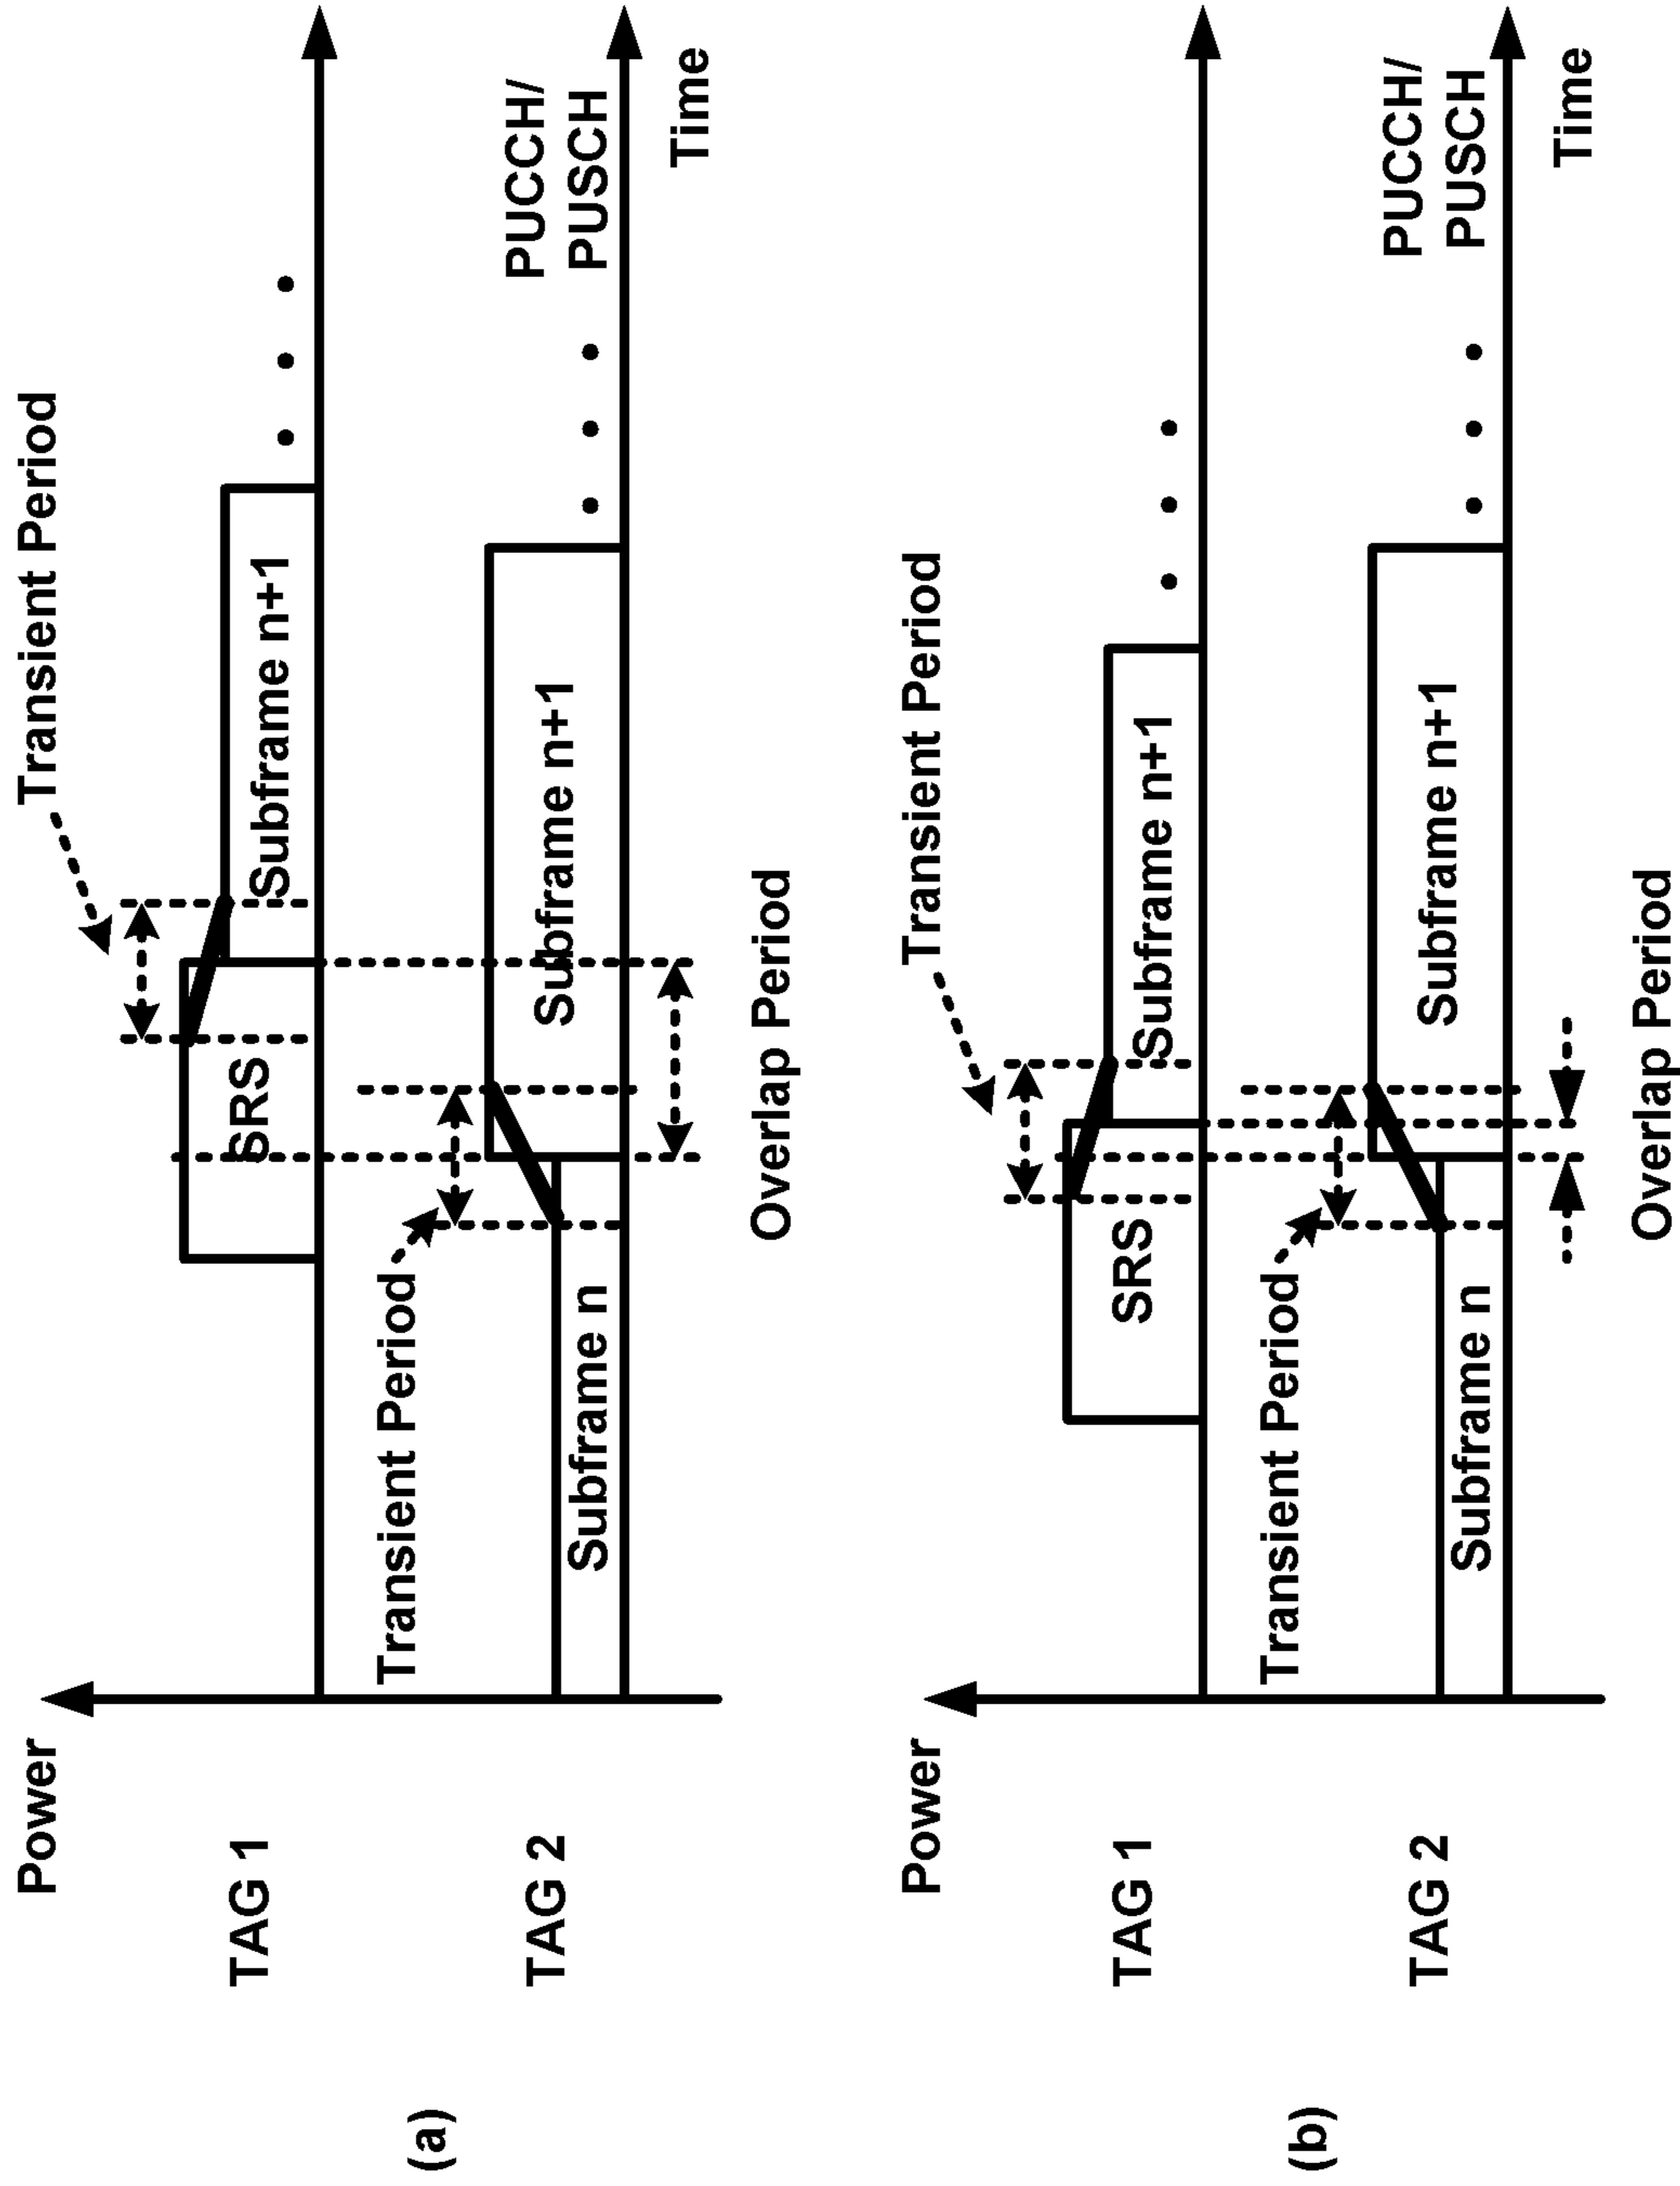 (a)
Power
Transient Period
TAG 1
SRS
Subframe n+1
Transient Period
TAG 2
Subframe n
Subframe n+1
PUCCH/
PUSCH
Time
Overlap Period
(b)
Power
Transient Period
TAG 1
SRS
Subframe n+1
Transient Period
TAG 2
Subframe n
Subframe n+1
PUCCH/
PUSCH
Time
Overlap Period